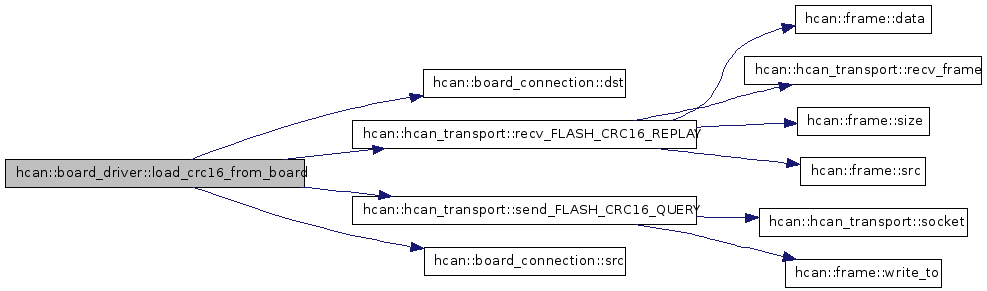 hcan::frame::data
hcan::hcan_transport::recv_frame
hcan::board_connection::dst
hcan::frame::size
hcan::hcan_transport::recv_FLASH_CRC16_REPLAY
hcan::board_driver::load_crc16_from_board
hcan::frame::src
hcan::hcan_transport::send_FLASH_CRC16_QUERY
hcan::hcan_transport::socket
hcan::board_connection::src
hcan::frame::write_to